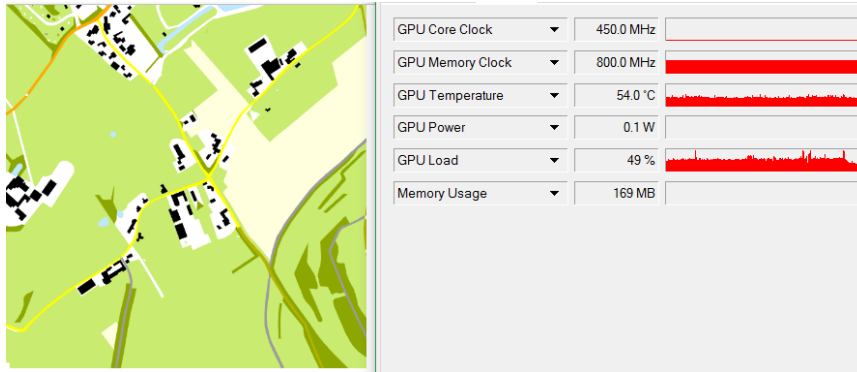 GPU Core Clock 450.0 MHz
GPU Memory Clock 800.0 MHz
GPU Temperature 54.0 °C
GPU Power 0.1 W
GPU Load 49 %
Memory Usage 169 MB